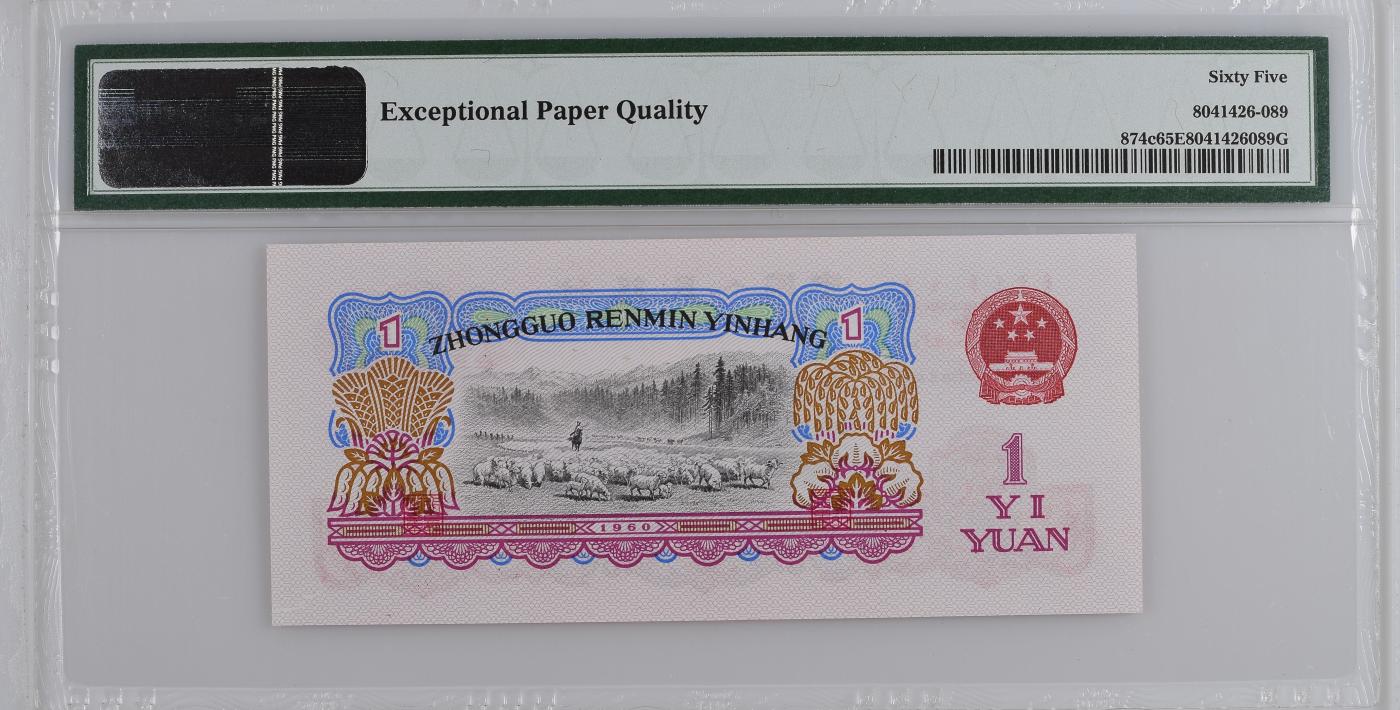 Sixty Five
Exceptional Paper Quality
8041426-089
874c65E8041426089G
ZHONGGUO RENMIN YINHANG
1
1
1960
1
YI
YUAN